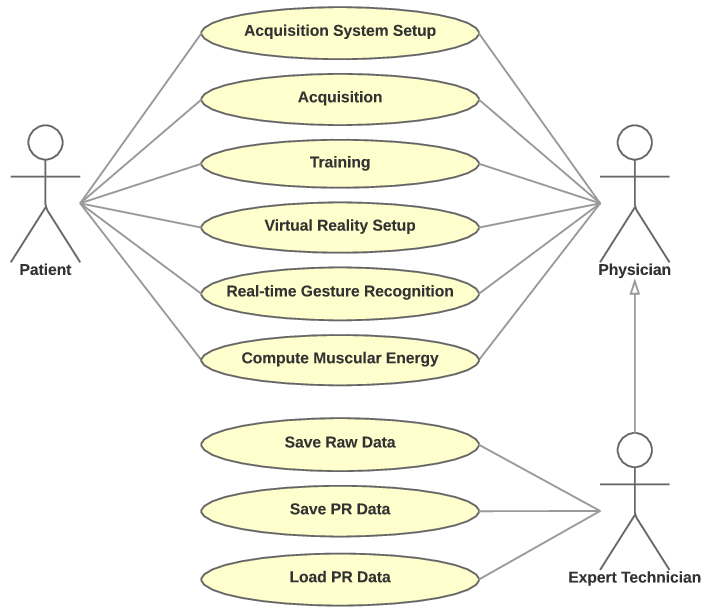 Acquisition System Setup
Acquisition
Training
Virtual Reality Setup
Real-time Gesture Recognition
Compute Muscular Energy
Patient
Physician
Save Raw Data
Save PR Data
Load PR Data
Expert Technician